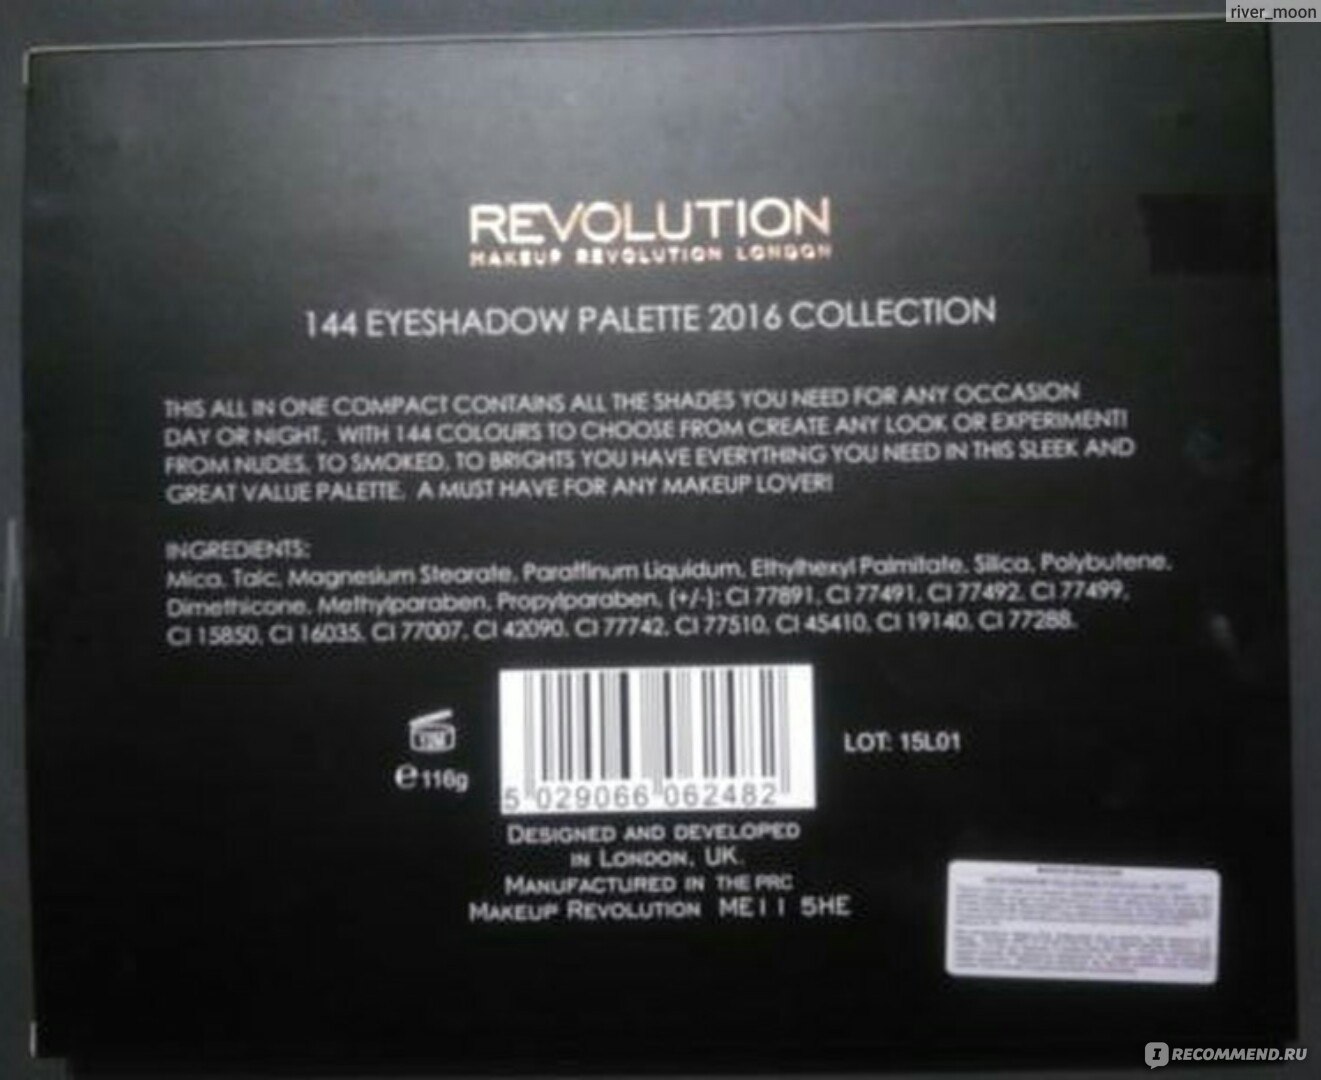 river_moon
REVOLUTION
MAKEUP REVOLUTION LONDON
144 EYESHADOW PALETTE 2016 COLLECTION
THIS ALL IN ONE COMPACT CONTAINS ALL THE SHADES YOU NEED FOR ANY OCCASION
DAY OR NIGHT. WITH 144 COLOURS TO CHOOSE FROM CREATE ANY LOOK OR EXPERIMENT!
FROM NUDES, TO SMOKED, TO BRIGHTS YOU HAVE EVERYTHING YOU NEED IN THIS SLEEK AND
GREAT VALUE PALETTE. A MUST HAVE FOR ANY MAKEUP LOVER!
INGREDIENTS:
Mica, Talc, Magnesium Stearate, Paraffinum Liquidum, Ethylhexyl Palmitate, Silica, Polybutene,
Dimethicone, Methylparaben, Propylparaben, (+/-): CI 77891, CI 77491, CI 77492, CI 77499,
CI 15850, CI 16035, CI 77007, CI 42090, CI 77742, CI 77510, CI 45410, CI 19140, CI 77288.
12M
e 116g
LOT: 15L01
5 029066 062482
DESIGNED AND DEVELOPED
IN LONDON, UK.
MANUFACTURED IN THE PRC
MAKEUP REVOLUTION ME11 5HE
I RECOMMEND.RU